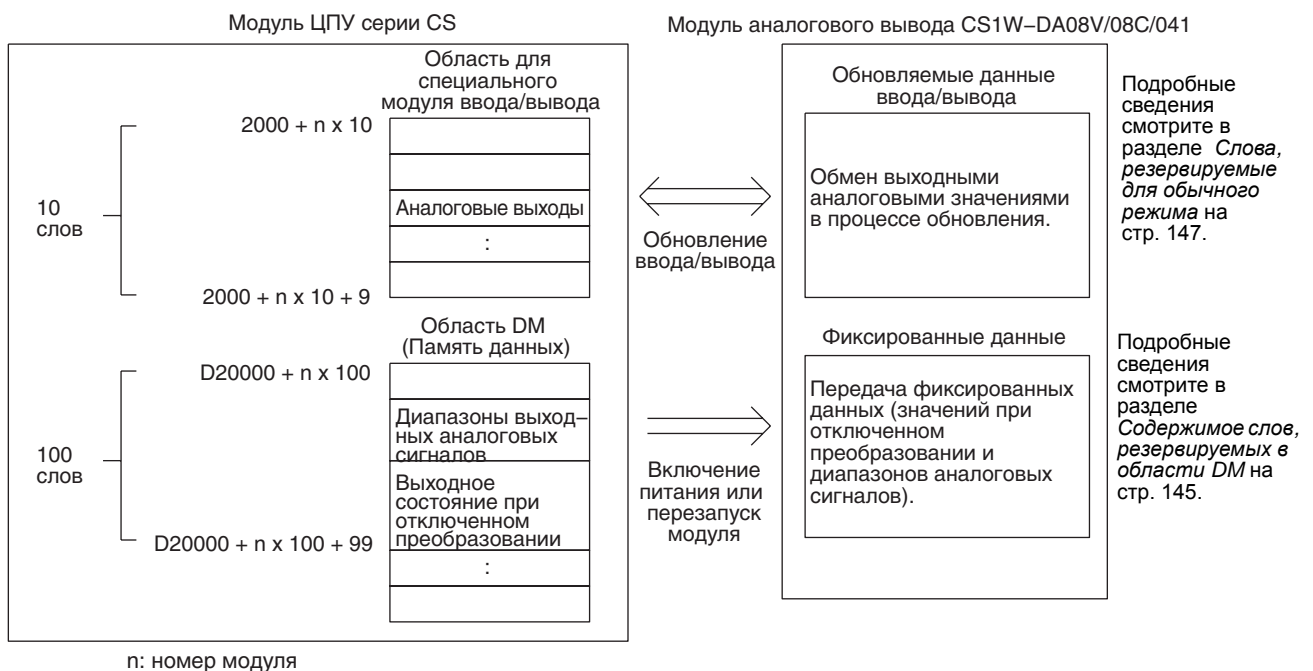 Модуль ЦПУ серии CS
Модуль аналогового вывода CS1W–DA08V/08C/041
Область для
специального
модуля ввода/вывода
2000 + n x 10
10
слов
Аналоговые выходы
:
2000 + n x 10 + 9
Обновление
ввода/вывода
Обновляемые данные
ввода/вывода
Обмен выходными
аналоговыми значениями
в процессе обновления.
Подробные
сведения
смотрите в
разделе Слова,
резервируемые
для обычного
режима на
стр. 147.
Область DM
(Память данных)
D20000 + n x 100
100
слов
Диапазоны выход–
ных аналоговых
сигналов
Выходное
состояние при
отключенном
преобразовании
D20000 + n x 100 + 99
:
Включение
питания или
перезапуск
модуля
Фиксированные данные
Передача фиксированных
данных (значений при
отключенном
преобразовании и
диапазонов аналоговых
сигналов).
Подробные
сведения
смотрите в
разделе
Содержимое слов,
резервируемых в
области DM на
стр. 145.
n: номер модуля